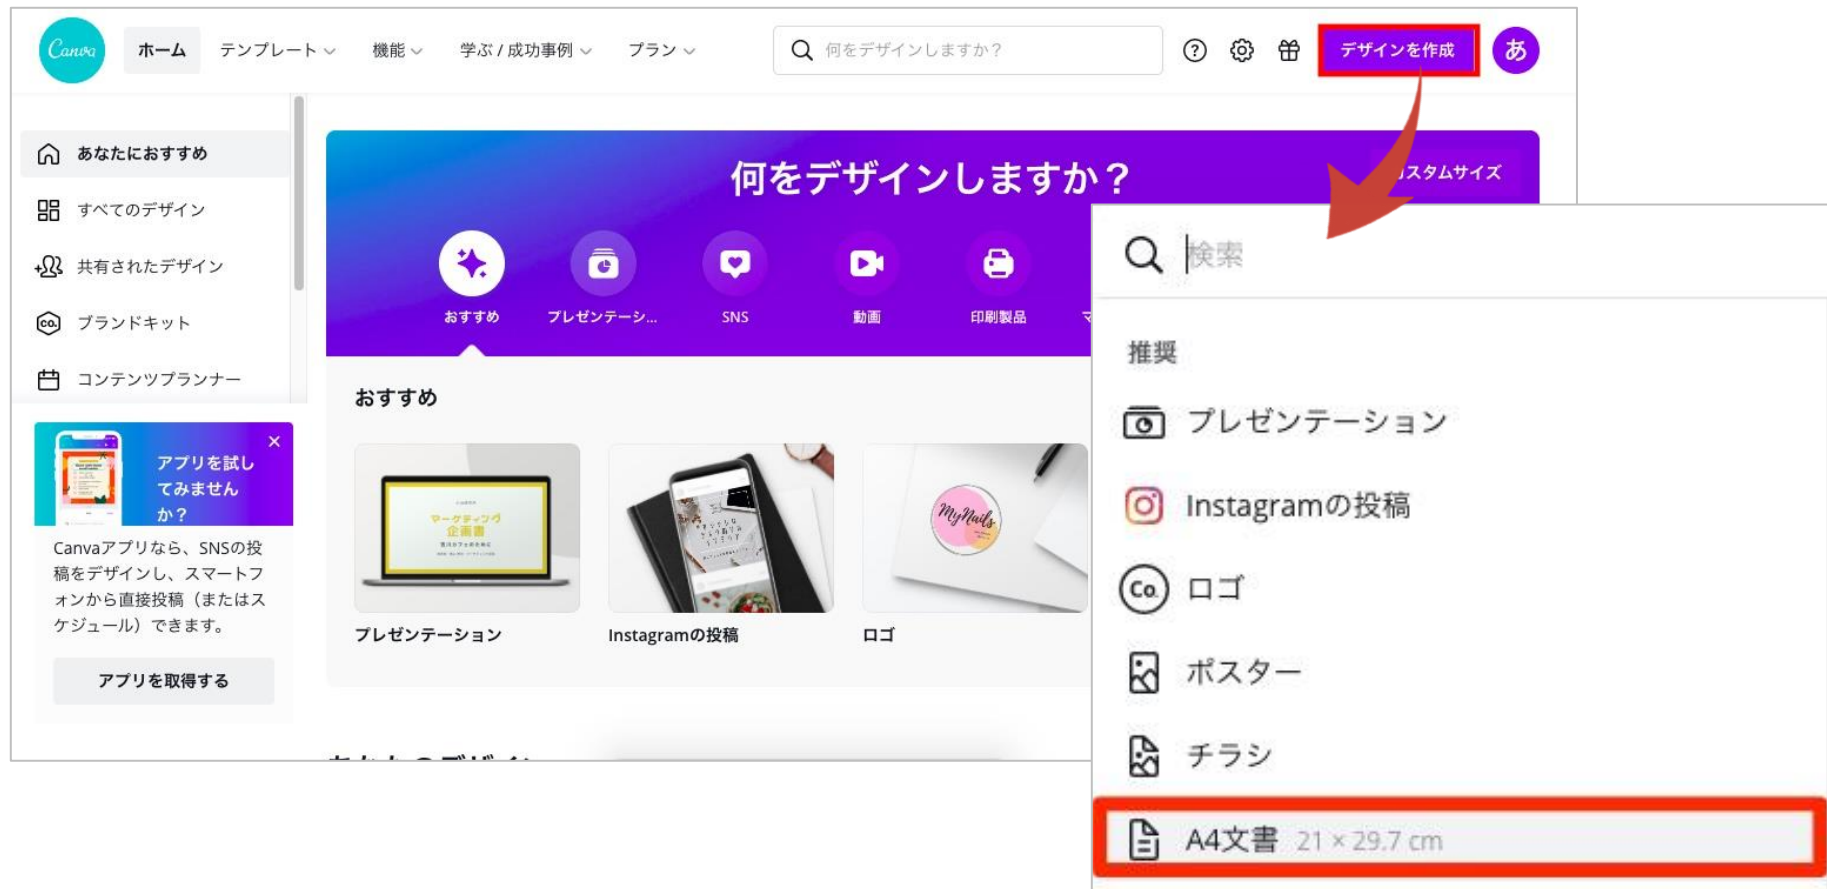 Canva
ホーム
テンプレート
機能
学ぶ / 成功事例
プラン
何をデザインしますか？
デザインを作成
あ
あなたにおすすめ
すべてのデザイン
共有されたデザイン
CO.
ブランドキット
コンテンツプランナー
アプリを試し
てみません
か？
Canvaアプリなら、SNSの投
稿をデザインし、スマートフ
ォンから直接投稿（またはス
ケジュール）できます。
アプリを取得する
何をデザインしますか？
スタムサイズ
おすすめ
プレゼンテーシ...
SNS
動画
印刷製品
おすすめ
マーケティング
企画書
MyNails
プレゼンテーション
Instagramの投稿
ロゴ
検索
推奨
プレゼンテーション
Instagramの投稿
Co.
ロゴ
ポスター
チラシ
A4文書 21 × 29.7 cm